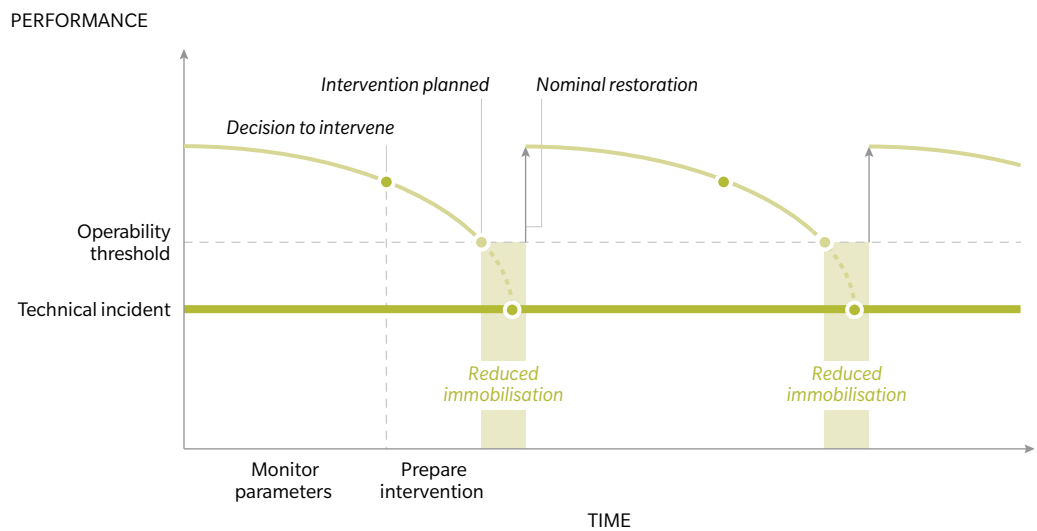 PERFORMANCE
Intervention planned
Nominal restoration
Decision to intervene
Operability
threshold
Technical incident
Reduced
immobilisation
Reduced
immobilisation
Monitor
parameters
Prepare
intervention
TIME